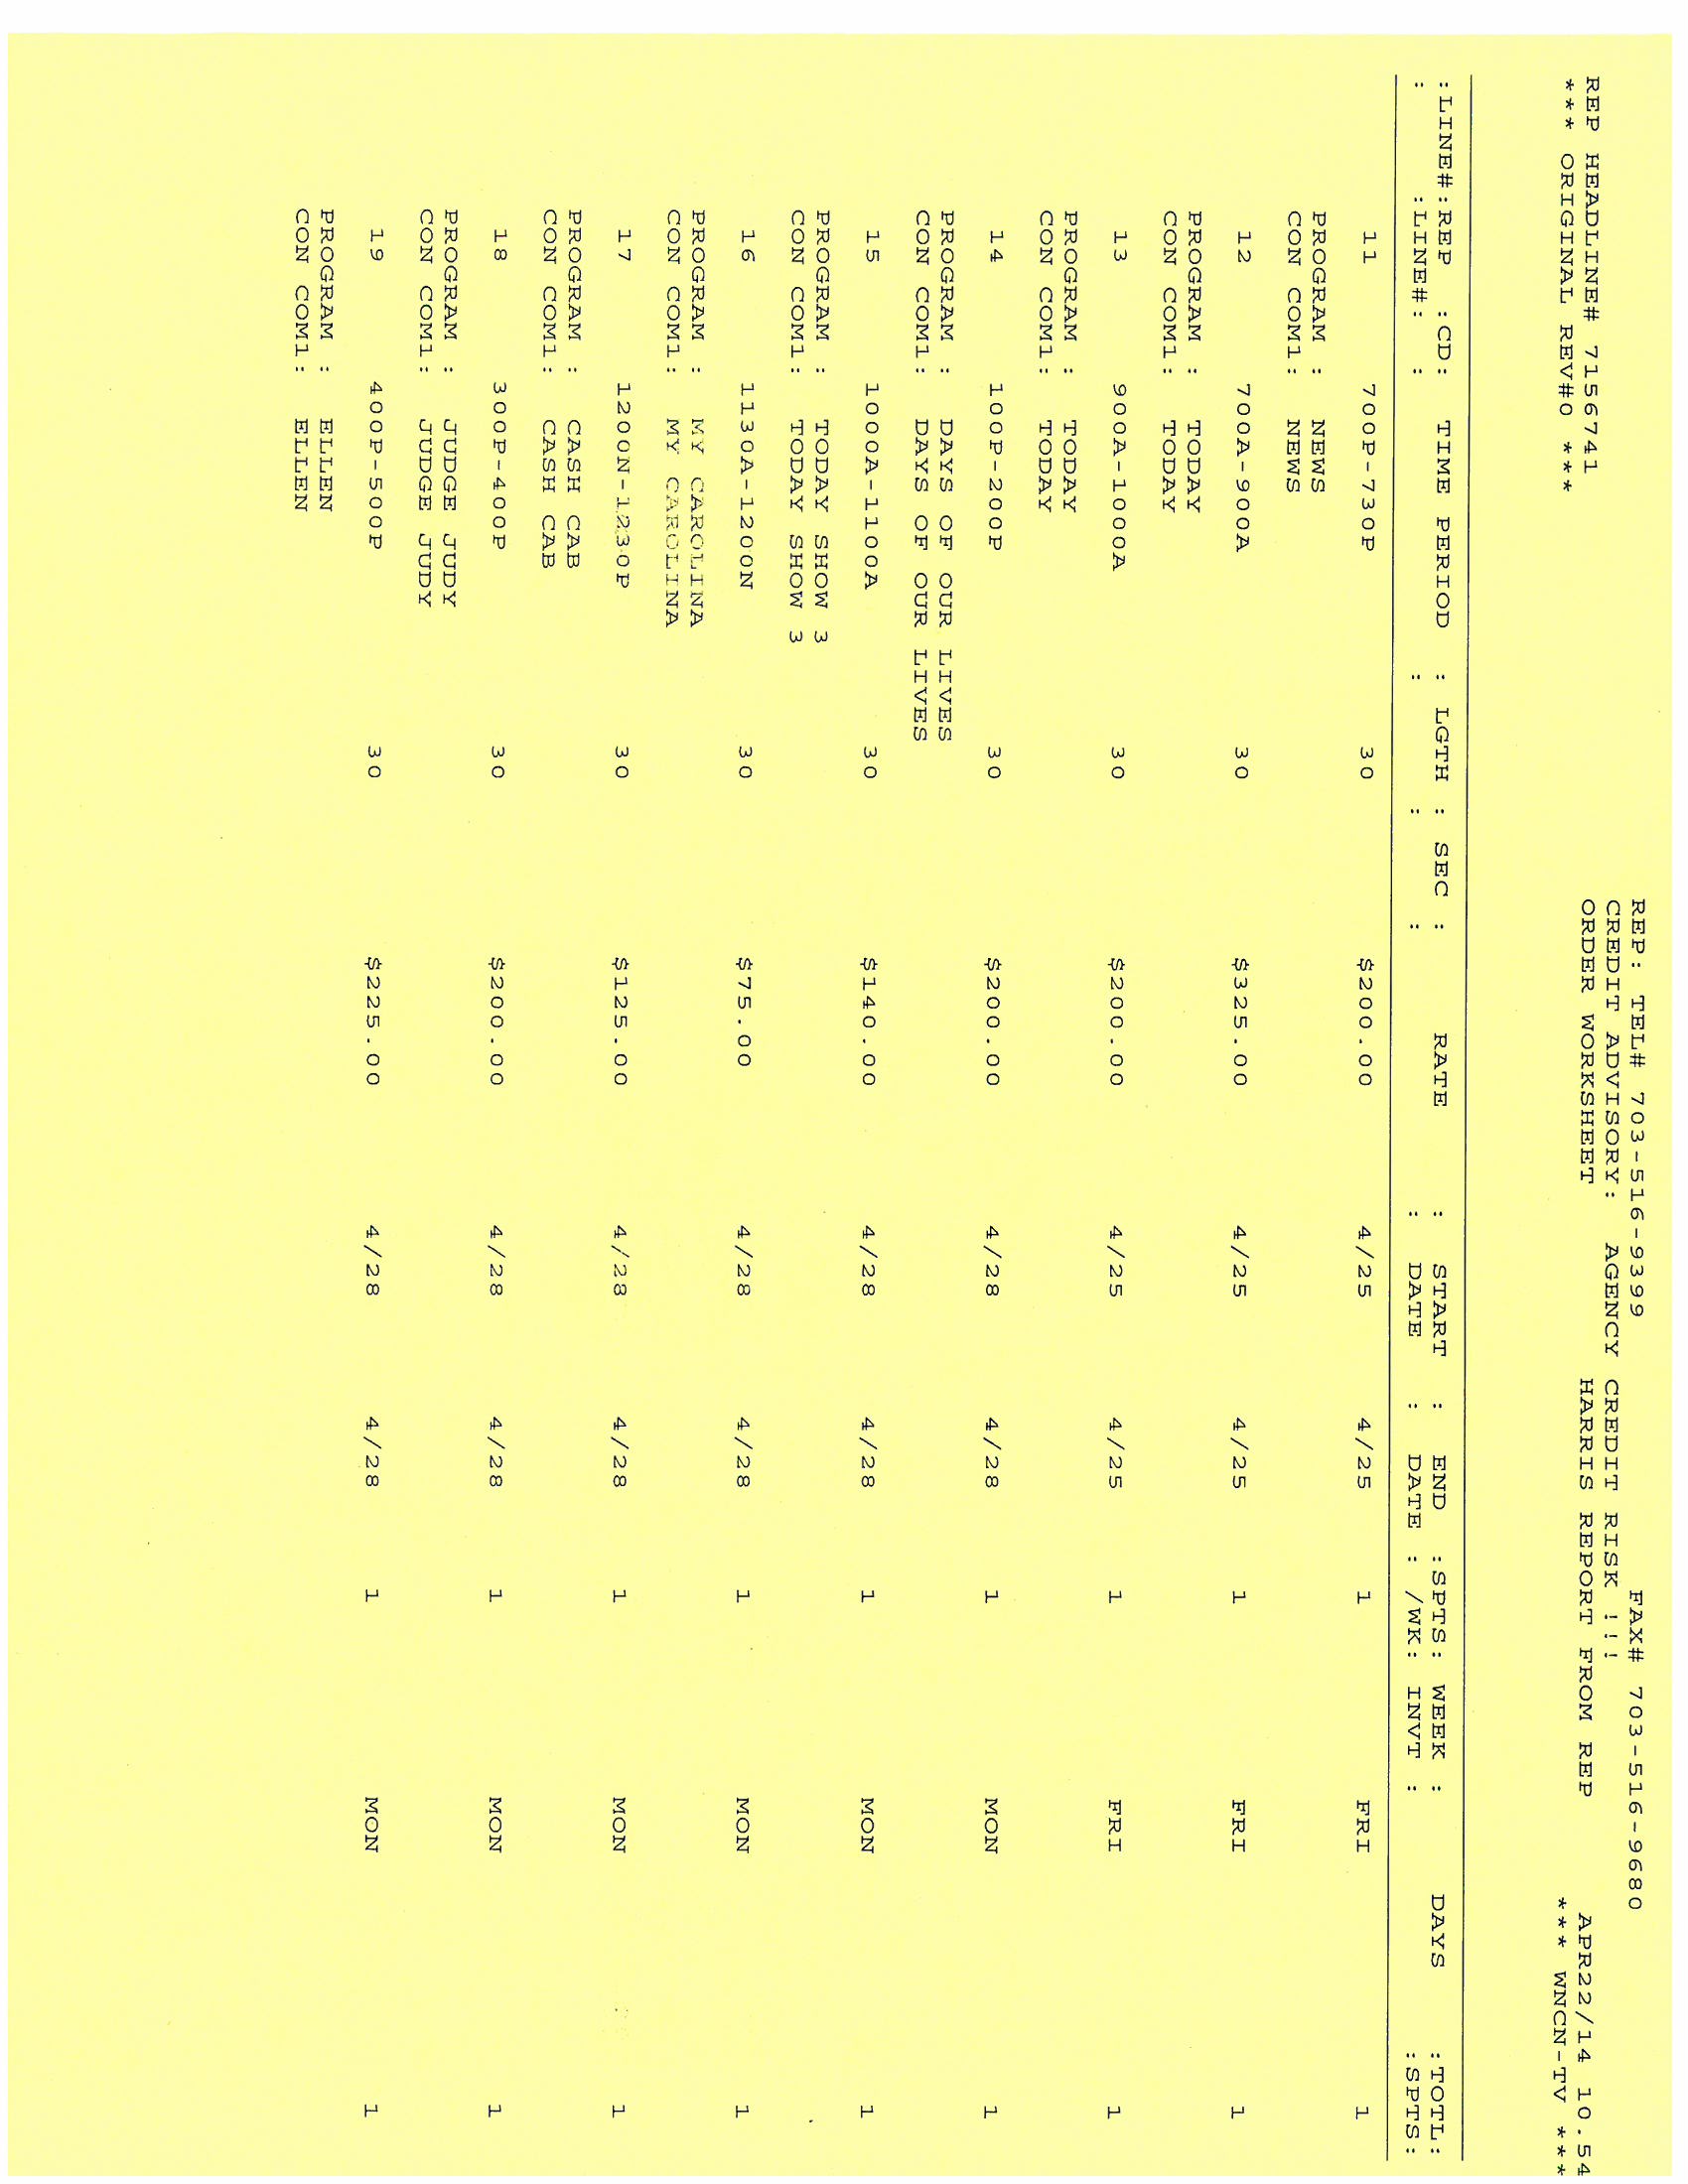 REP: TEL# 703-516-9399 FAX# 703-516-9680
CREDIT ADVISORY: AGENCY CREDIT RISK !!!
REP HEADLINE# 7156741 ORDER WORKSHEET HARRIS REPORT FROM REP APR22/14 10.54
*** ORIGINAL REV#0 *** *** WNCN-TV ***
:LINE#:REP :CD: TIME PERIOD : LGTH : SEC : RATE : START : END :SPTS: WEEK : DAYS :TOTL:
: :LINE#: : : : : DATE : DATE : /WK: INVT : :SPTS:
11 700P-730P 30 $200.00 4/25 4/25 1 FRI 1
PROGRAM : NEWS
CON COM1: NEWS
12 700A-900A 30 $325.00 4/25 4/25 1 FRI 1
PROGRAM : TODAY
CON COM1: TODAY
13 900A-1000A 30 $200.00 4/25 4/25 1 FRI 1
PROGRAM : TODAY
CON COM1: TODAY
14 100P-200P 30 $200.00 4/28 4/28 1 MON 1
PROGRAM : DAYS OF OUR LIVES
CON COM1: DAYS OF OUR LIVES
15 1000A-1100A 30 $140.00 4/28 4/28 1 MON 1
PROGRAM : TODAY SHOW 3
CON COM1: TODAY SHOW 3
16 1130A-1200N 30 $75.00 4/28 4/28 1 MON 1
PROGRAM : MY CAROLINA
CON COM1: MY CAROLINA
17 1200N-1230P 30 $125.00 4/28 4/28 1 MON 1
PROGRAM : CASH CAB
CON COM1: CASH CAB
18 300P-400P 30 $200.00 4/28 4/28 1 MON 1
PROGRAM : JUDGE JUDY
CON COM1: JUDGE JUDY
19 400P-500P 30 $225.00 4/28 4/28 1 MON 1
PROGRAM : ELLEN
CON COM1: ELLEN